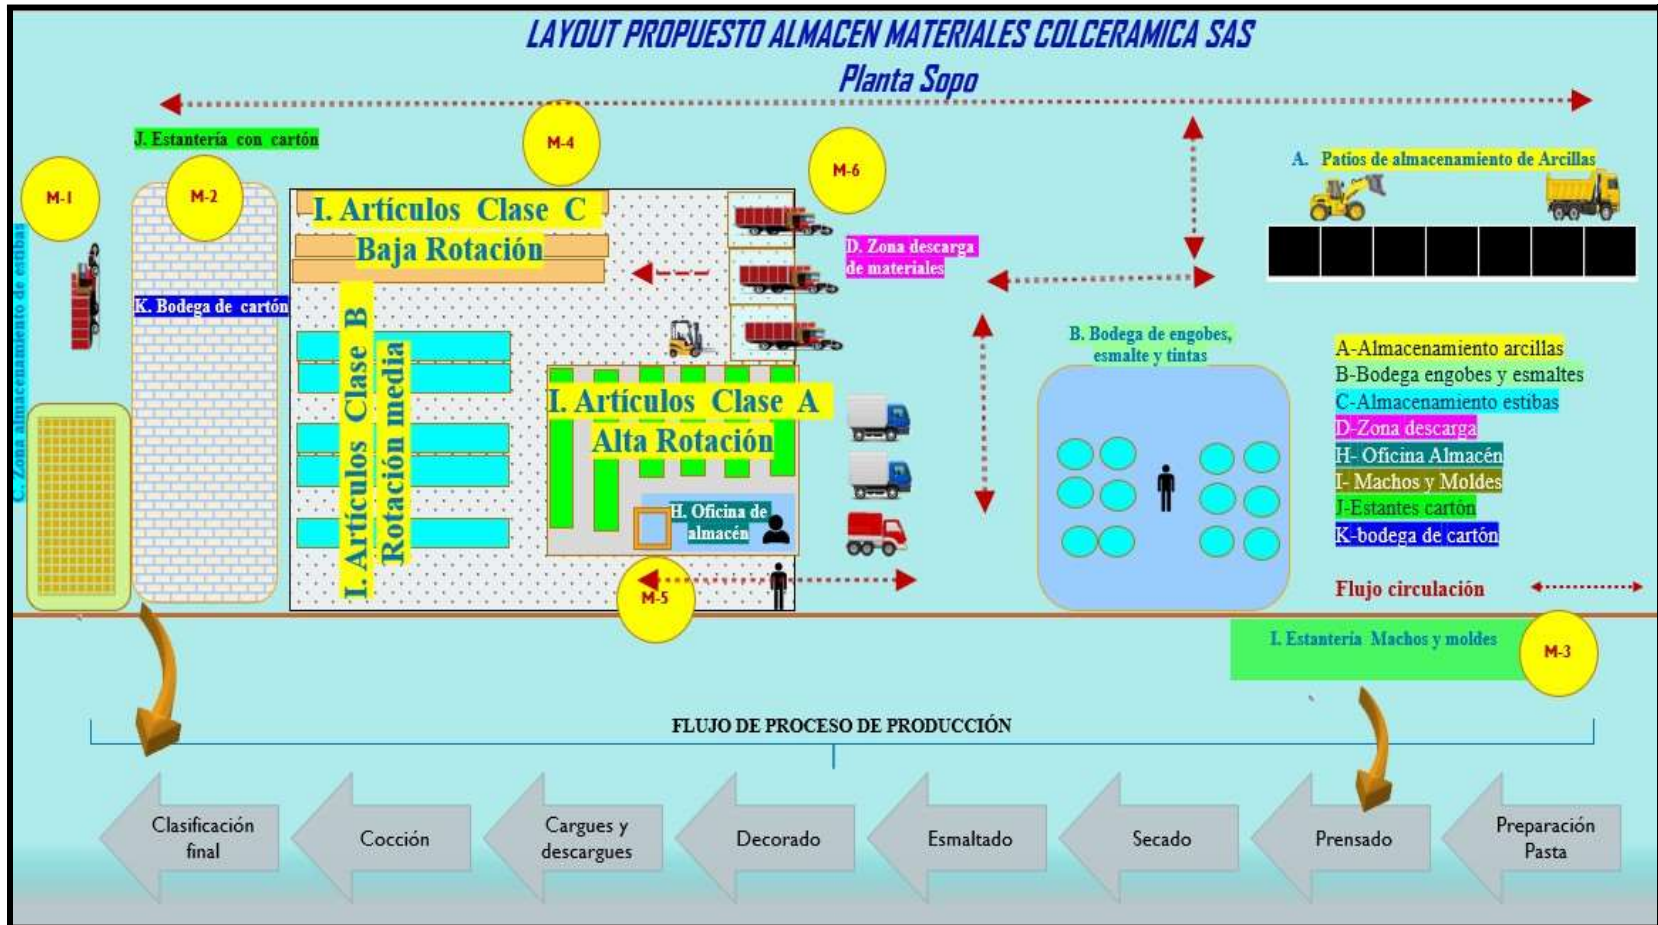 LAYOUT PROPUESTO ALMACEN MATERIALES COLCERAMICA SAS
Planta Sopo
J. Estantería con cartón
M-1
M-2
M-4
M-6
A. Patios de almacenamiento de Arcillas
C. Zona almacenamiento de estibas
K. Bodega de cartón
I. Artículos Clase C
Baja Rotación
D. Zona descarga
de materiales
I. Artículos Clase B
Rotación media
I. Artículos Clase A
Alta Rotación
H. Oficina de
almacén
M-5
B. Bodega de engobes,
esmalte y tintas
A-Almacenamiento arcillas
B-Bodega engobes y esmaltes
C-Almacenamiento estibas
D-Zona descarga
H- Oficina Almacén
I- Machos y Moldes
J-Estantes cartón
K-bodega de cartón
Flujo circulación
I. Estantería Machos y moldes
M-3
FLUJO DE PROCESO DE PRODUCCIÓN
Clasificación
final
Cocción
Cargues y
descargues
Decorado
Esmaltado
Secado
Prensado
Preparación
Pasta